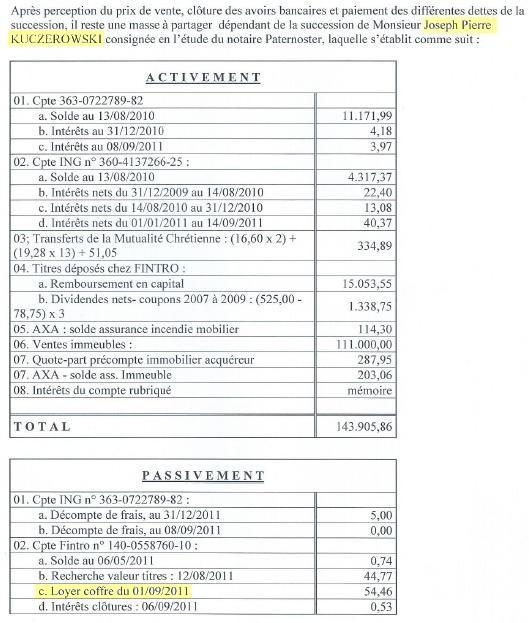 Après perception du prix de vente, clôture des avoirs bancaires et paiement des différentes dettes de la
succession, il reste une masse à partager dépendant de la succession de Monsieur Joseph Pierre
KUCZEROWSKI consignée en l'étude du notaire Paternoster, laquelle s'établit comme suit :
ACTIVEMENT
01. Cpte 363-0722789-82
a. Solde au 13/08/2010 11.171,99
b. Intérêts au 31/12/2010 4,18
c. Intérêts au 08/09/2011 3,97
02. Cpte ING n° 360-4137266-25 :
a. Solde au 13/08/2010 4.317,37
b. Intérêts nets du 31/12/2009 au 14/08/2010 22,40
c. Intérêts nets du 14/08/2010 au 31/12/2010 13,08
d. Intérêts nets du 01/01/2011 au 14/09/2011 40,37
03; Transferts de la Mutualité Chrétienne : (16,60 x 2) +
(19,28 x 13) + 51,05 334,89
04. Titres déposés chez FINTRO :
a. Remboursement en capital 15.053,55
b. Dividendes nets- coupons 2007 à 2009 : (525,00 -
78,75) x 3 1.338,75
05. AXA : solde assurance incendie mobilier 114,30
06. Ventes immeubles : 111.000,00
07. Quote-part précompte immobilier acquéreur 287,95
07. AXA - solde ass. Immeuble 203,06
08. Intérêts du compte rubriqué mémoire
TOTAL 143.905,86
PASSIVEMENT
01. Cpte ING n° 363-0722789-82 :
a. Décompte de frais, au 31/12/2011 5,00
b. Décompte de frais, au 08/09/2011 0,00
02. Cpte Fintro n° 140-0558760-10 :
a. Solde au 06/05/2011 0,74
b. Recherche valeur titres : 12/08/2011 44,77
c. Loyer coffre du 01/09/2011 54,46
d. Intérêts clôtures : 06/09/2011 0,53